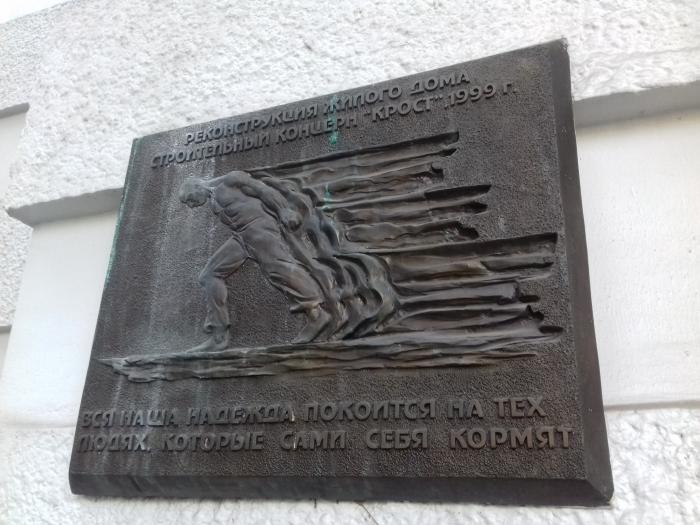 РЕКОНСТРУКЦИЯ ЖИЛОГО ДОМА
СТРОИТЕЛЬНЫЙ КОНЦЕРН "КРОСТ" 1999 г.
ВСЯ НАША НАДЕЖДА ПОКОИТСЯ НА ТЕХ
ЛЮДЯХ, КОТОРЫЕ САМИ СЕБЯ КОРМЯТ